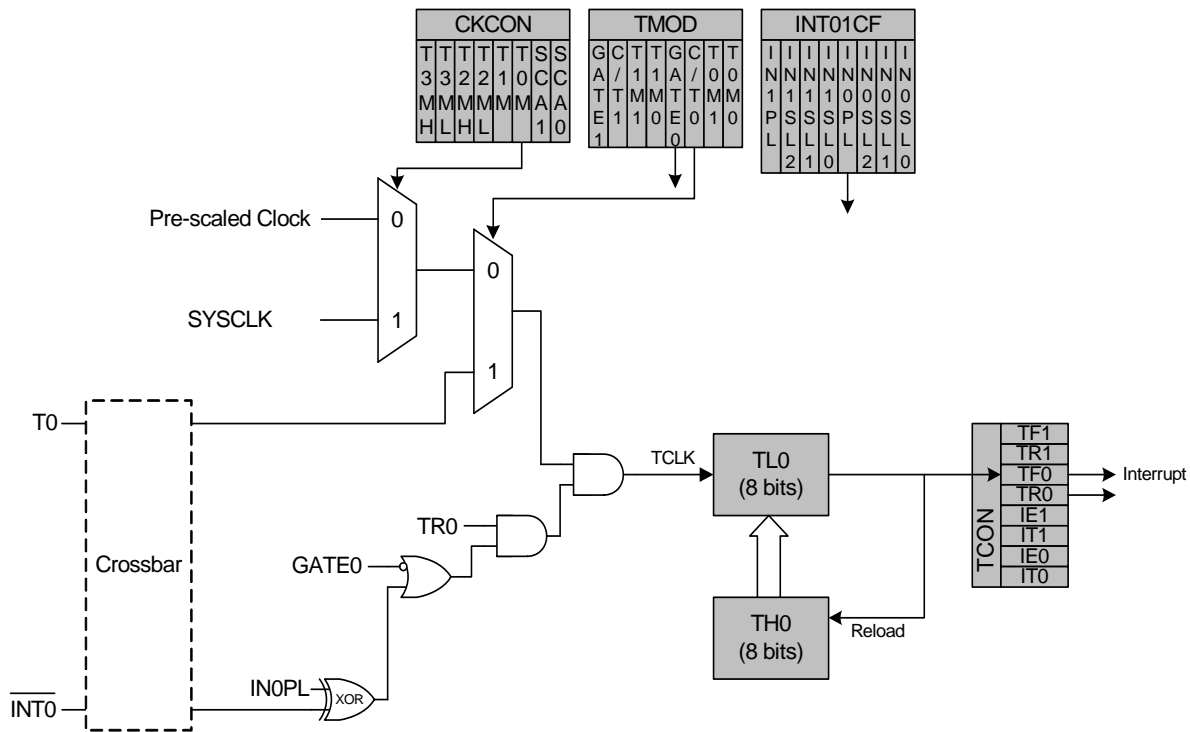 CKCON
T3MH
T3ML
T2MH
T2ML
T1M
T0M
SCA1
SCA0
TMOD
GATE1
C/T1
T1M1
T1M0
GATE0
C/T0
T0M1
T0M0
INT01CF
IN1PL
IN1SL2
IN1SL1
IN1SL0
IN0PL
IN0SL2
IN0SL1
IN0SL0
Pre-scaled Clock
0
SYSCLK
1
0
1
T0
Crossbar
INT0
GATE0
IN0PL
XOR
TR0
TCLK
TL0
(8 bits)
TH0
(8 bits)
Reload
TCON
TF1
TR1
TF0
TR0
IE1
IT1
IE0
IT0
Interrupt